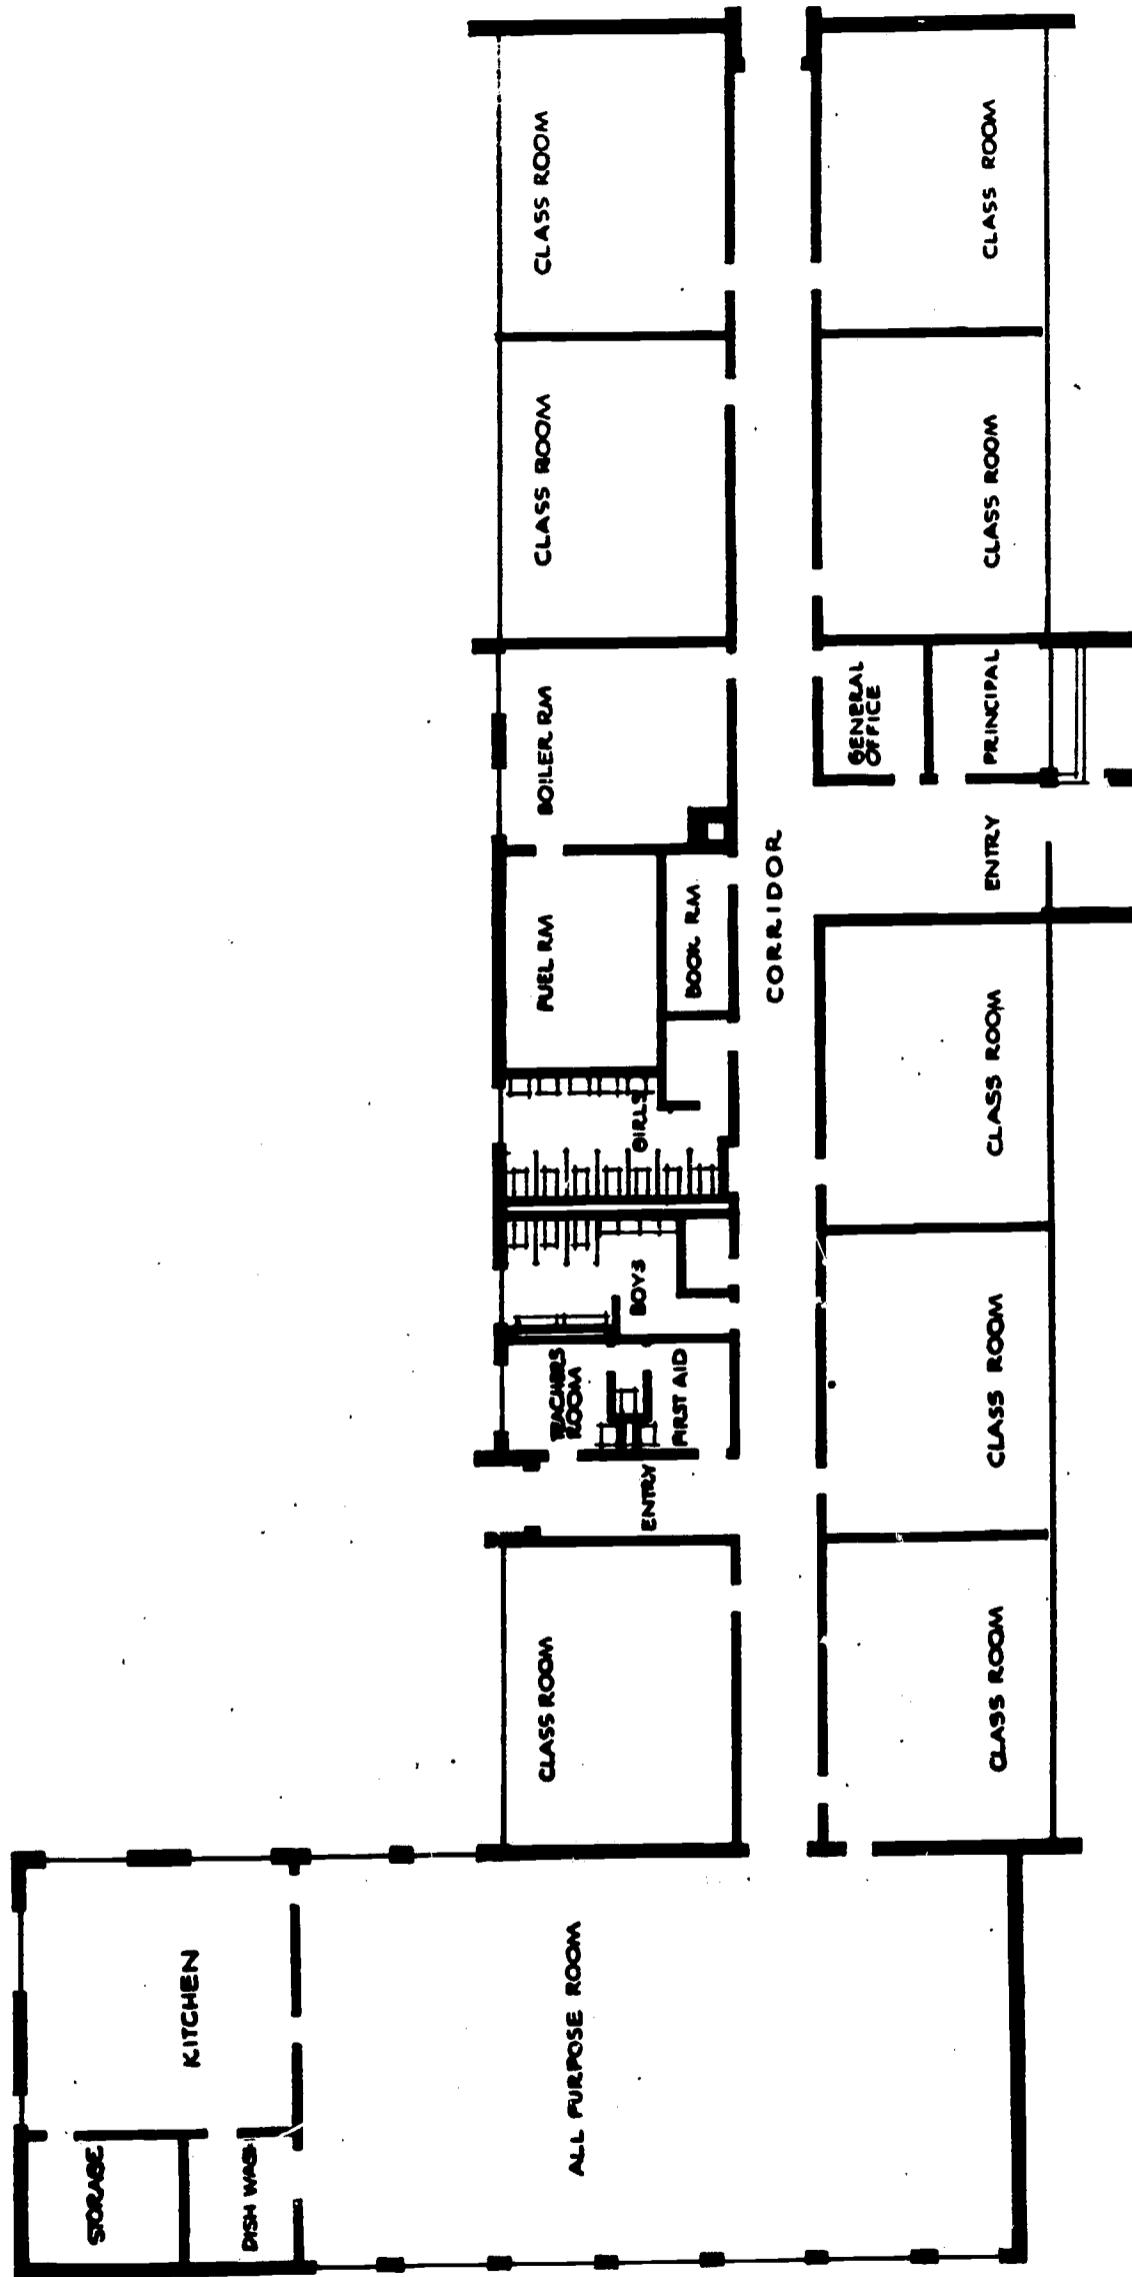 STORAGE
KITCHEN
DISH WASH
ALL PURPOSE ROOM
CLASS ROOM
ENTRY
TEACHERS
ROOM
FIRST AID
BOYS
GIRLS
FUEL RM
BOOK RM
BOILER RM
CLASS ROOM
CLASS ROOM
CORRIDOR
CLASS ROOM
CLASS ROOM
CLASS ROOM
ENTRY
GENERAL
OFFICE
PRINCIPAL
CLASS ROOM
CLASS ROOM